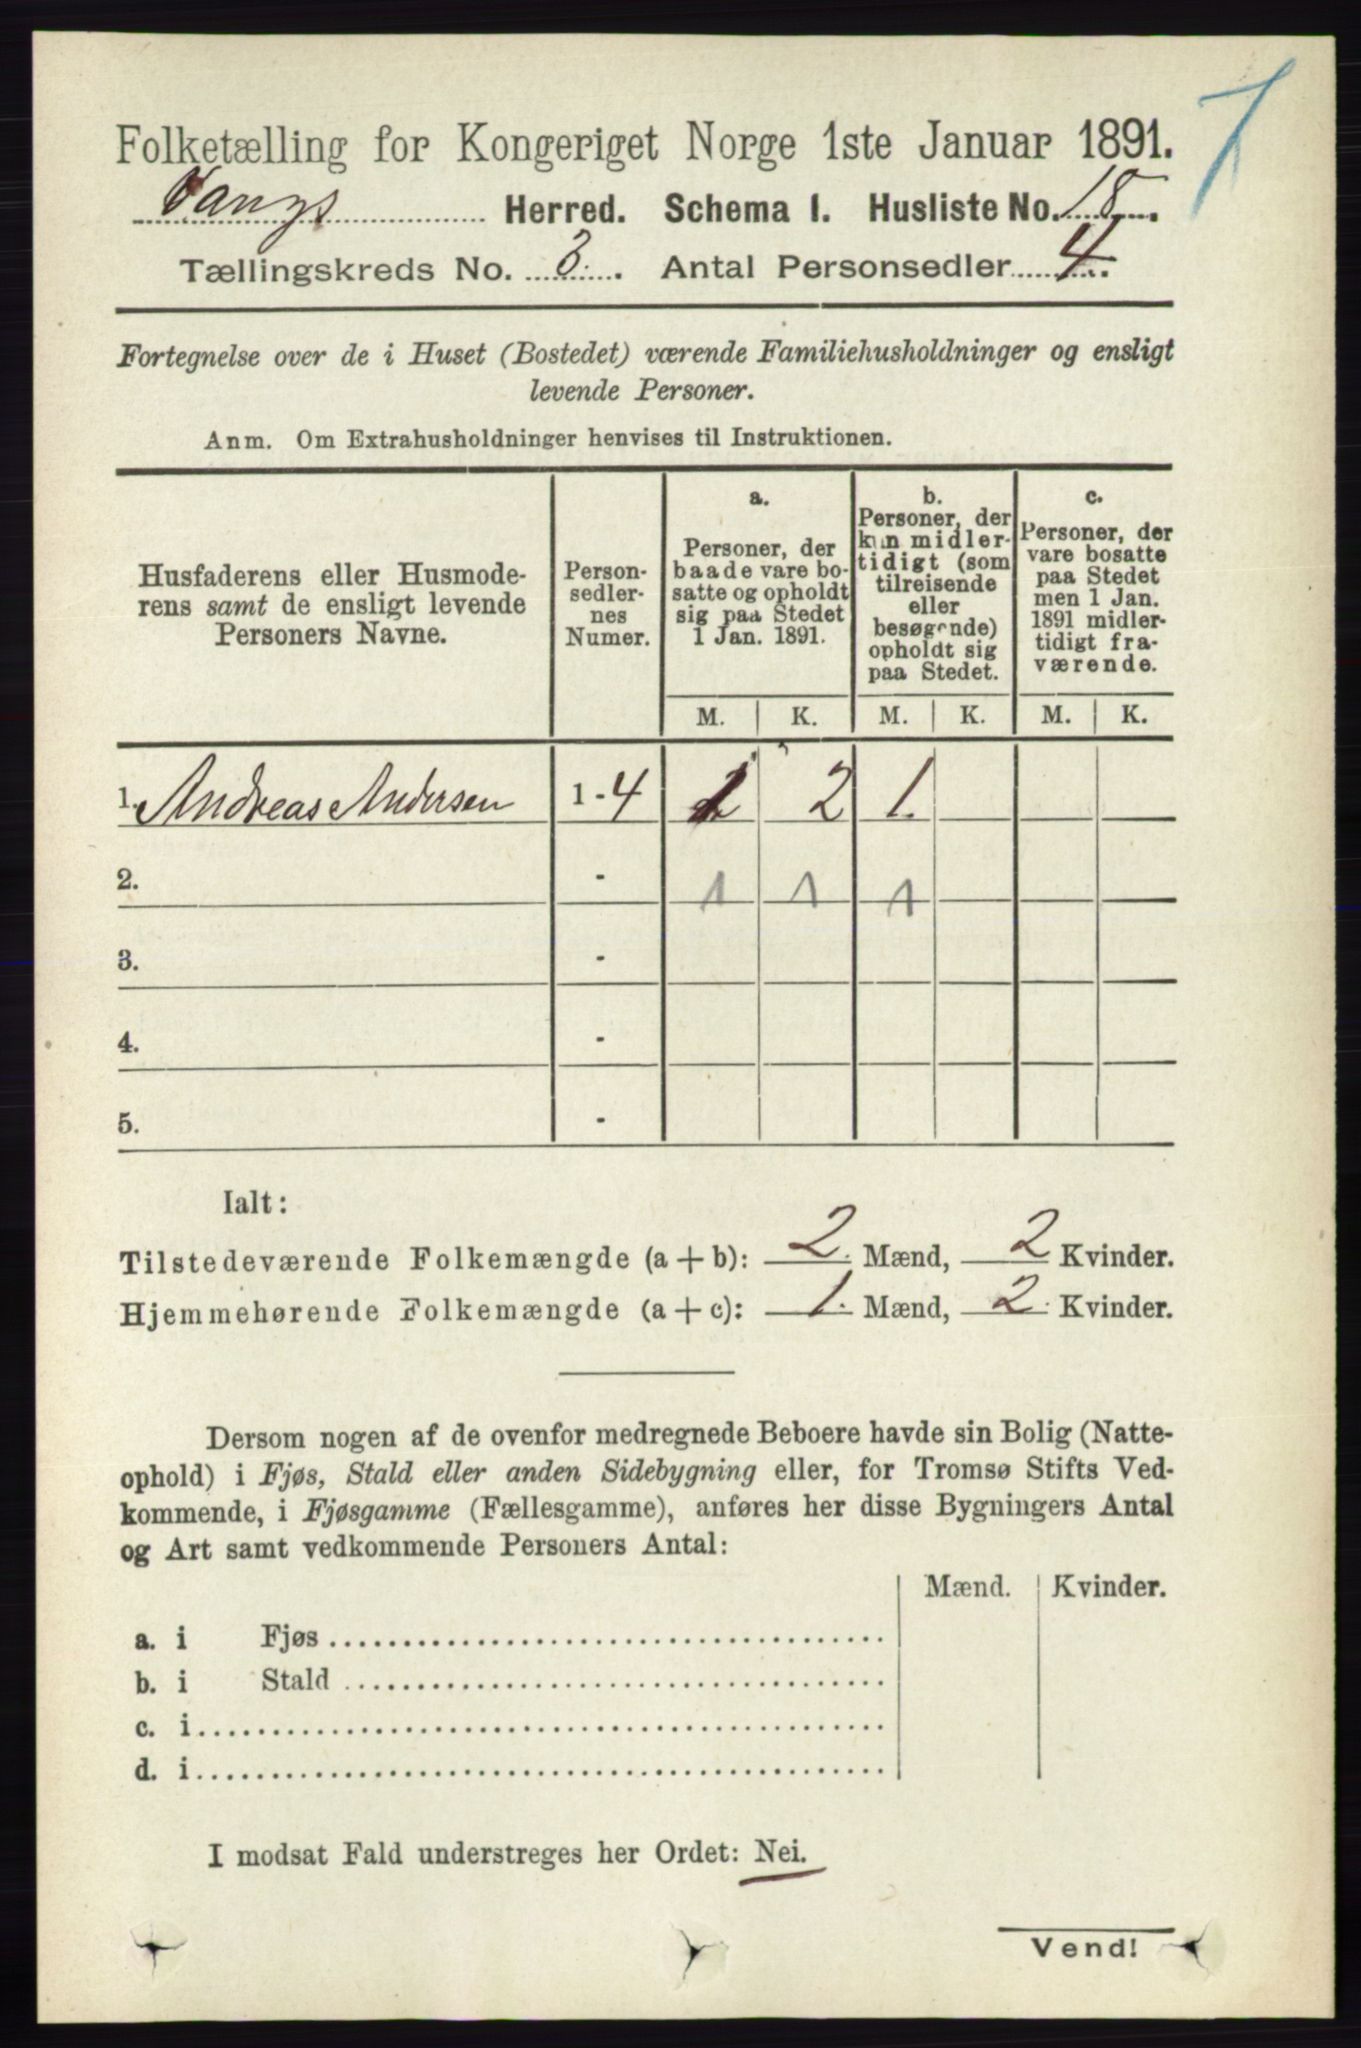 7
Folketælling for Kongeriget Norge 1ste Januar 1891.
Vangs Herred. Schema I. Husliste No. 18.
Tællingskreds No. 3. Antal Personsedler 4.
Fortegnelse over de i Huset (Bostedet) værende Familiehusholdninger og ensligt
levende Personer.
Anm. Om Extrahusholdninger henvises til Instruktionen.
Husfaderens eller Husmode-
rens samt de ensligt levende
Personers Navne.
Person-
sedler-
nes
Numer.
a.
Personer, der
baade vare bo-
satte og opholdt
sig paa Stedet
1 Jan. 1891.
b.
Personer, der
kun midler-
tidigt (som
tilreisende
eller
besøgende)
opholdt sig
paa Stedet.
c.
Personer, der
vare bosatte
paa Stedet
men 1 Jan.
1891 midler-
tidigt fra-
værende.
M. K. M. K. M. K.
1. Andreas Andersen 1 - 4 1 2 1.
2. - 1 1 1
3. -
4. -
5. -
Ialt:
Tilstedeværende Folkemængde (a + b): 2. Mænd, 2 Kvinder.
Hjemmehørende Folkemængde (a + c): 1. Mænd, 2. Kvinder.
Dersom nogen af de ovenfor medregnede Beboere havde sin Bolig (Natte-
ophold) i Fjøs, Stald eller anden Sidebygning eller, for Tromsø Stifts Ved-
kommende, i Fjøsgamme (Fællesgamme), anføres her disse Bygningers Antal
og Art samt vedkommende Personers Antal:
Mænd. Kvinder.
a. i Fjøs
b. i Stald
c. i
d. i
I modsat Fald understreges her Ordet: Nei.
Vend!